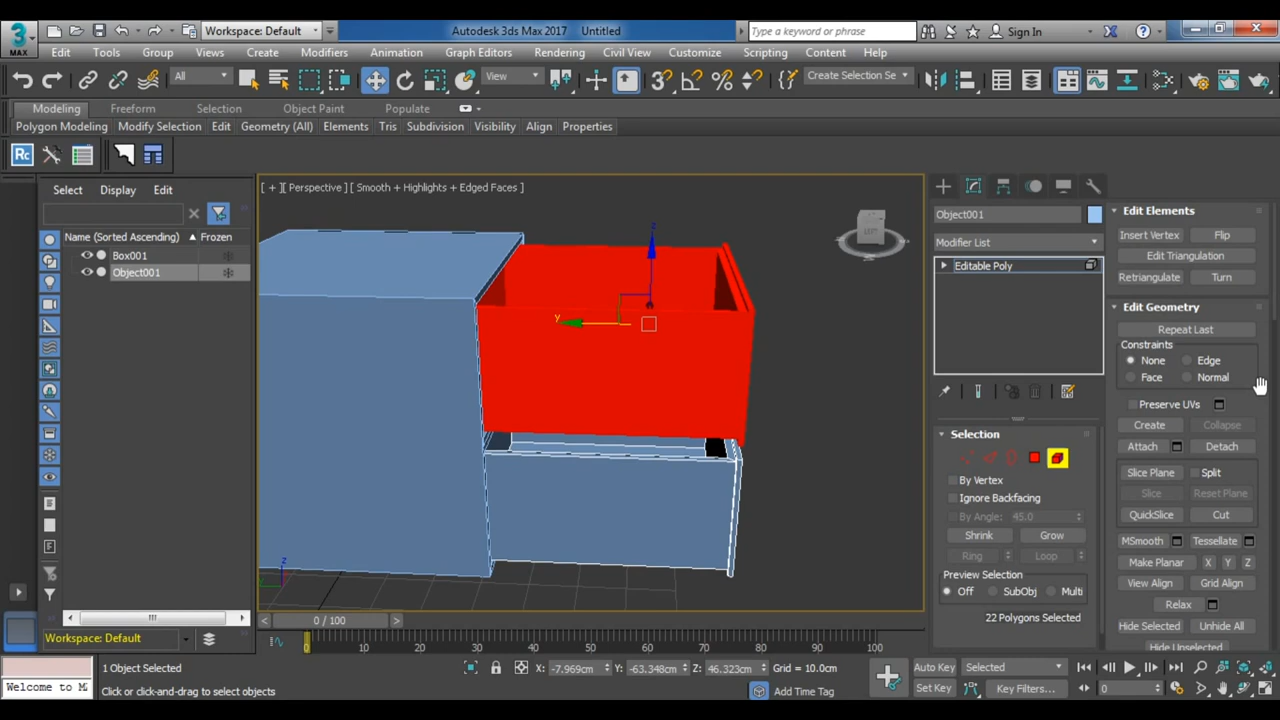 3 MAX Workspace: Default Autodesk 3ds Max 2017 Untitled Type a keyword or phrase Sign In
Edit Tools Group Views Create Modifiers Animation Graph Editors Rendering Civil View Customize Scripting Content Help
All View Create Selection Se
Modeling Freeform Selection Object Paint Populate
Polygon Modeling Modify Selection Edit Geometry (All) Elements Tris Subdivision Visibility Align Properties
Rc
Select Display Edit
Name (Sorted Ascending) Frozen
Box001
Object001
[ + ][ Perspective ] [ Smooth + Highlights + Edged Faces ]
LEFT
z
y
z
Object001
Modifier List
Editable Poly
Selection
By Vertex
Ignore Backfacing
By Angle: 45.0
Shrink Grow
Ring Loop
Preview Selection
Off SubObj Multi
22 Polygons Selected
Edit Elements
Insert Vertex Flip
Edit Triangulation
Retriangulate Turn
Edit Geometry
Repeat Last
Constraints
None Edge
Face Normal
Preserve UVs
Create Collapse
Attach Detach
Slice Plane Split
Slice Reset Plane
QuickSlice Cut
MSmooth Tessellate
Make Planar X Y Z
View Align Grid Align
Relax
Hide Selected Unhide All
Hide Unselected
< 0 / 100 >
Workspace: Default
0 10 20 30 40 50 60 70 80 90 100
1 Object Selected X: -7.969cm Y: -63.348cm Z: 46.323cm Grid = 10.0cm Auto Key Selected
Welcome to M Click or click-and-drag to select objects Add Time Tag Set Key Key Filters... 0